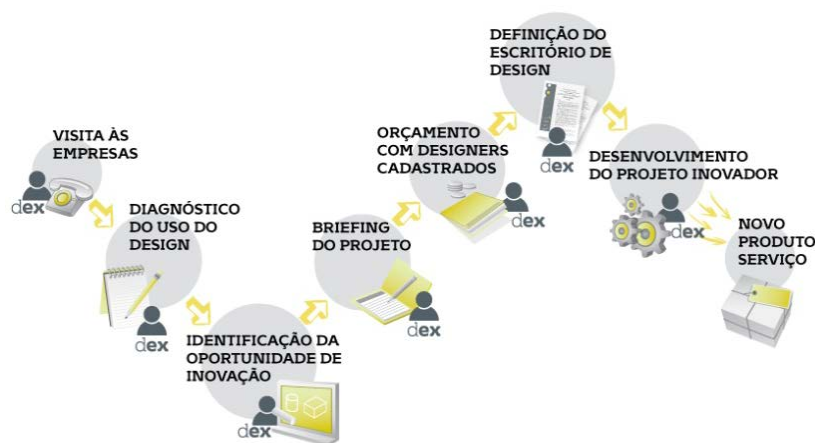 VISITA ÀS
EMPRESAS
dex
DIAGNÓSTICO
DO USO DO
DESIGN
dex
IDENTIFICAÇÃO DA
OPORTUNIDADE DE
INOVAÇÃO
dex
BRIEFING
DO PROJETO
dex
ORÇAMENTO
COM DESIGNERS
CADASTRADOS
dex
DEFINIÇÃO DO
ESCRITÓRIO DE
DESIGN
dex
DESENVOLVIMENTO
DO PROJETO INOVADOR
dex
NOVO
PRODUTO
SERVIÇO